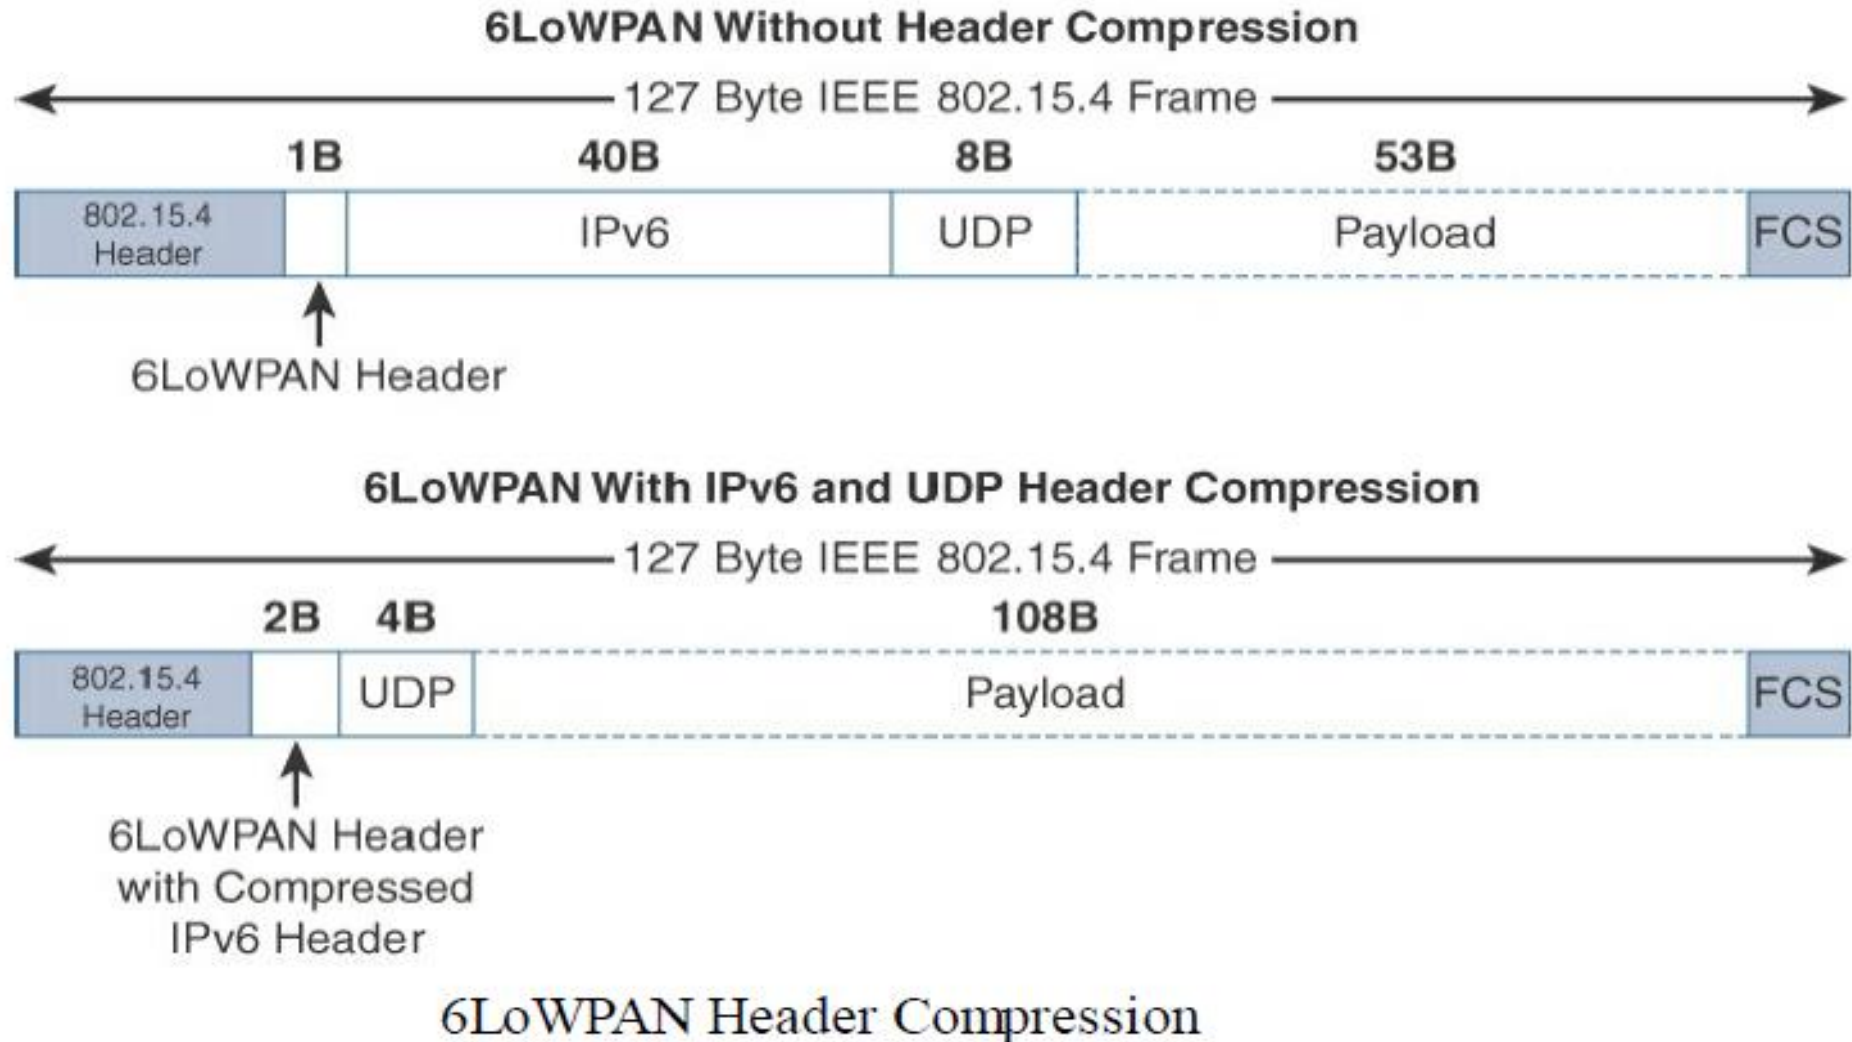 6LoWPAN Without Header Compression
127 Byte IEEE 802.15.4 Frame
1B 40B 8B 53B
802.15.4
Header
IPv6
UDP
Payload
FCS
6LoWPAN Header
6LoWPAN With IPv6 and UDP Header Compression
127 Byte IEEE 802.15.4 Frame
2B 4B 108B
802.15.4
Header
UDP
Payload
FCS
6LoWPAN Header
with Compressed
IPv6 Header
6LoWPAN Header Compression